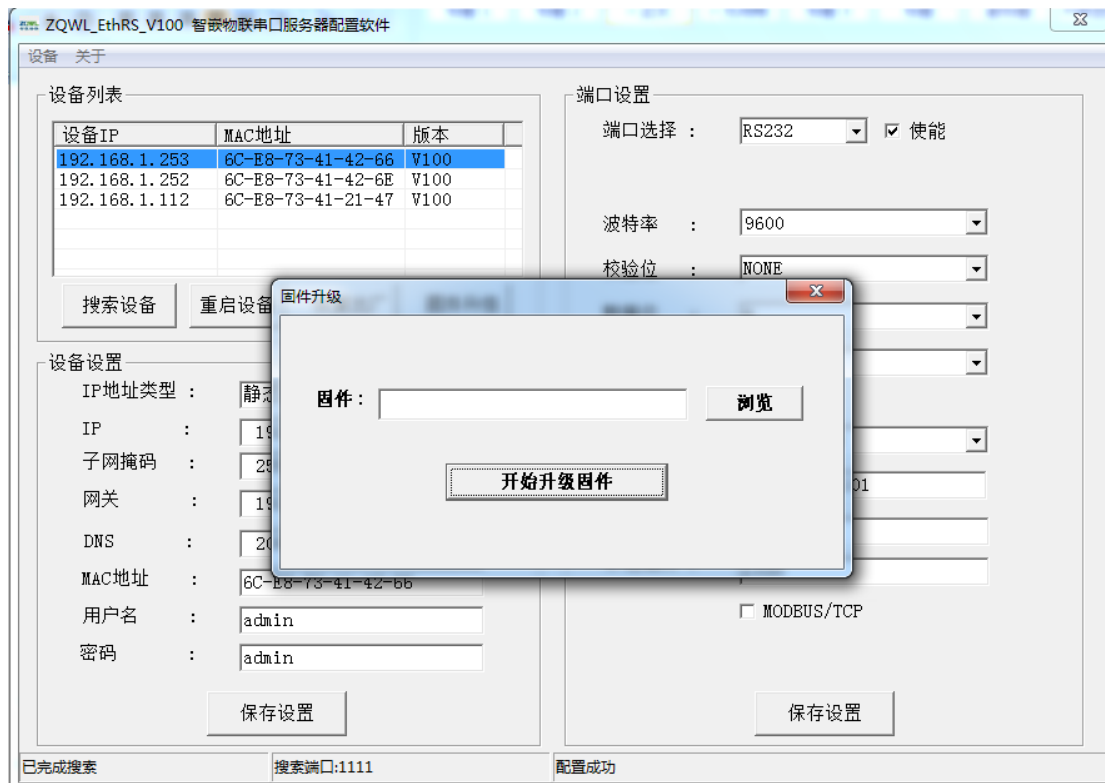 ZQWL_EthRS_V100 智嵌物联串口服务器配置软件
设备 关于
设备列表
设备IP MAC地址 版本
192.168.1.253 6C-E8-73-41-42-66 V100
192.168.1.252 6C-E8-73-41-42-6E V100
192.168.1.112 6C-E8-73-41-21-47 V100
搜索设备 重启设备
端口设置
端口选择 : RS232 使能
波特率 : 9600
校验位 : NONE
固件升级
固件: 浏览
开始升级固件
设备设置
IP地址类型 : 静态
IP : 19
子网掩码 : 25
网关 : 19
DNS : 20
MAC地址 : 6C-E8-73-41-42-66
用户名 : admin
密码 : admin
保存设置
01
MODBUS/TCP
保存设置
已完成搜索 搜索端口:1111 配置成功